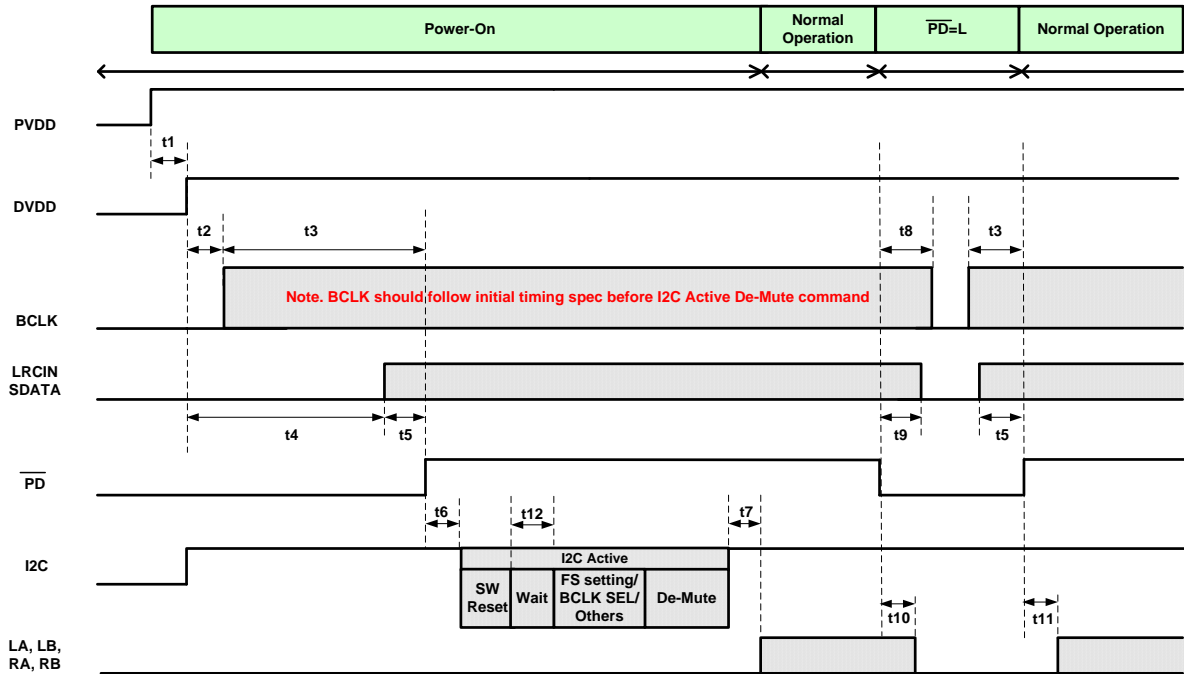 Power-On
Normal
Operation
PD=L
Normal Operation
PVDD
t1
DVDD
t2
t3
t8
t3
Note. BCLK should follow initial timing spec before I2C Active De-Mute command
BCLK
LRCIN
SDATA
t4
t5
t9
t5
PD
t6
t12
t7
I2C
I2C Active
SW
Reset
Wait
FS setting/
BCLK SEL/
Others
De-Mute
t10
t11
LA, LB,
RA, RB